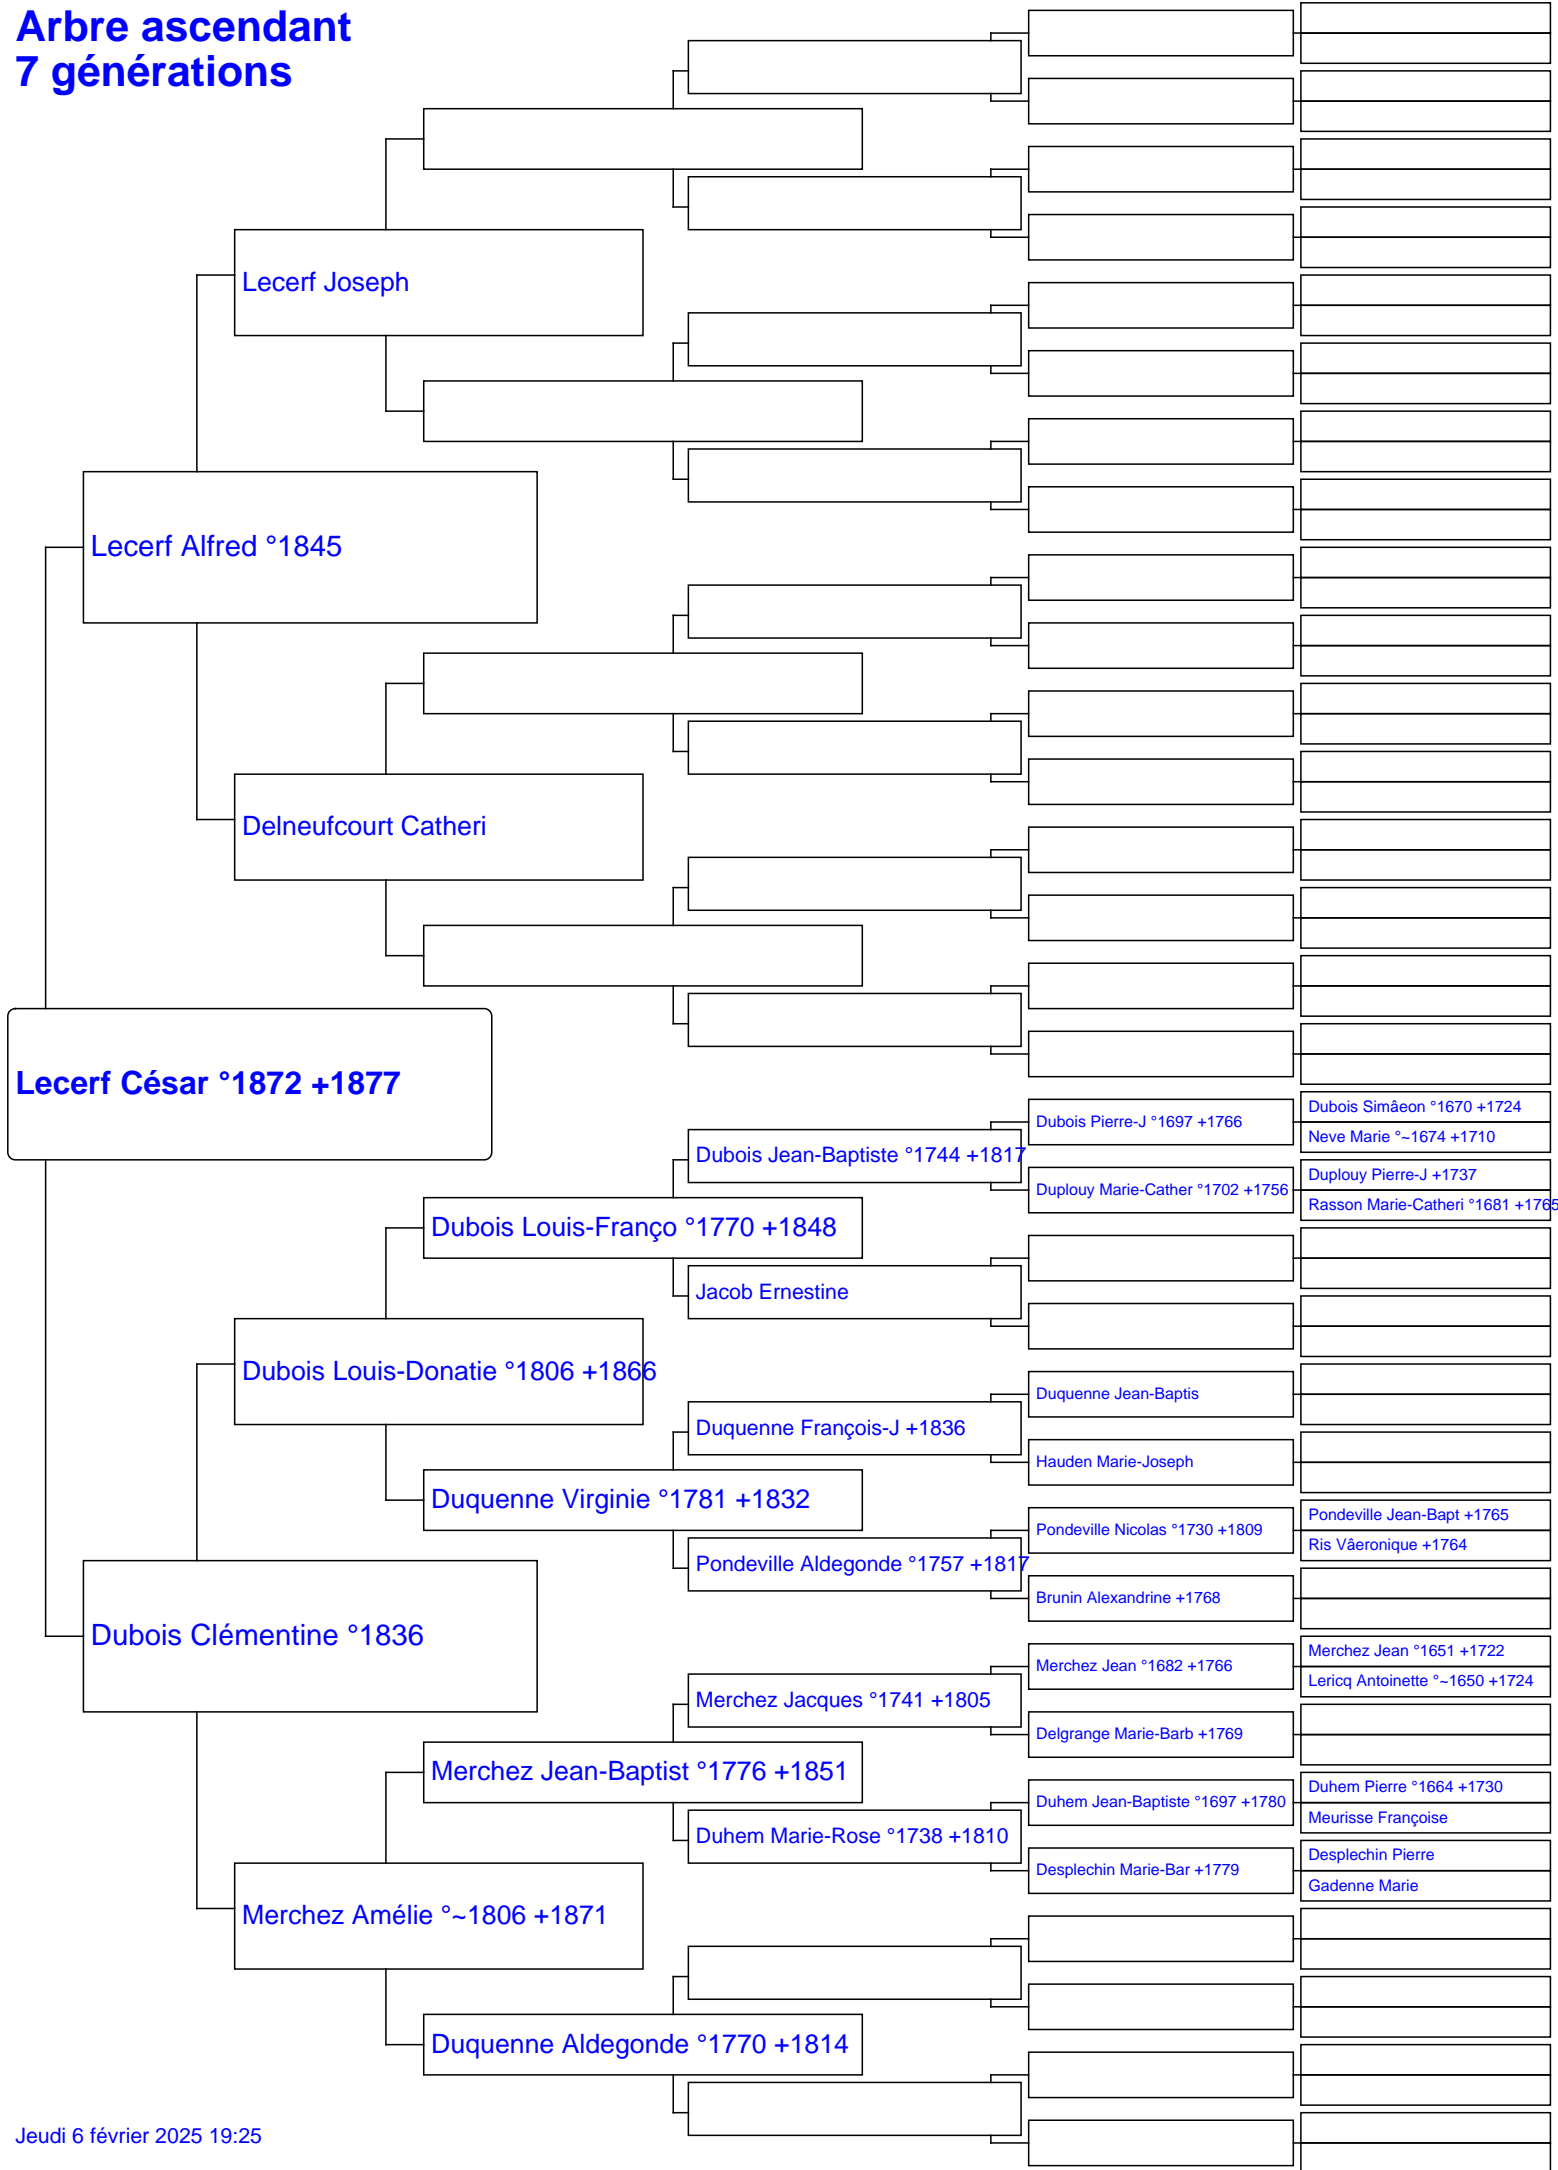 Arbre ascendant
7 générations
Lecerf Joseph
Lecerf Alfred °1845
Delneufcourt Catheri
Lecerf César °1872 +1877
Dubois Simâeon °1670 +1724
Dubois Pierre-J °1697 +1766
Neve Marie °~1674 +1710
Dubois Jean-Baptiste °1744 +1817
Duplouy Pierre-J +1737
Duplouy Marie-Cather °1702 +1756
Rasson Marie-Catheri °1681 +1765
Dubois Louis-Franço °1770 +1848
Jacob Ernestine
Dubois Louis-Donatie °1806 +1866
Duquenne Jean-Baptis
Duquenne François-J +1836
Hauden Marie-Joseph
Duquenne Virginie °1781 +1832
Pondeville Jean-Bapt +1765
Pondeville Nicolas °1730 +1809
Ris Vâeronique +1764
Pondeville Aldegonde °1757 +1817
Brunin Alexandrine +1768
Dubois Clémentine °1836
Merchez Jean °1651 +1722
Merchez Jean °1682 +1766
Lericq Antoinette °~1650 +1724
Merchez Jacques °1741 +1805
Delgrange Marie-Barb +1769
Merchez Jean-Baptist °1776 +1851
Duhem Pierre °1664 +1730
Duhem Jean-Baptiste °1697 +1780
Meurisse Françoise
Duhem Marie-Rose °1738 +1810
Desplechin Pierre
Desplechin Marie-Bar +1779
Gadenne Marie
Merchez Amélie °~1806 +1871
Duquenne Aldegonde °1770 +1814
Jeudi 6 février 2025 19:25